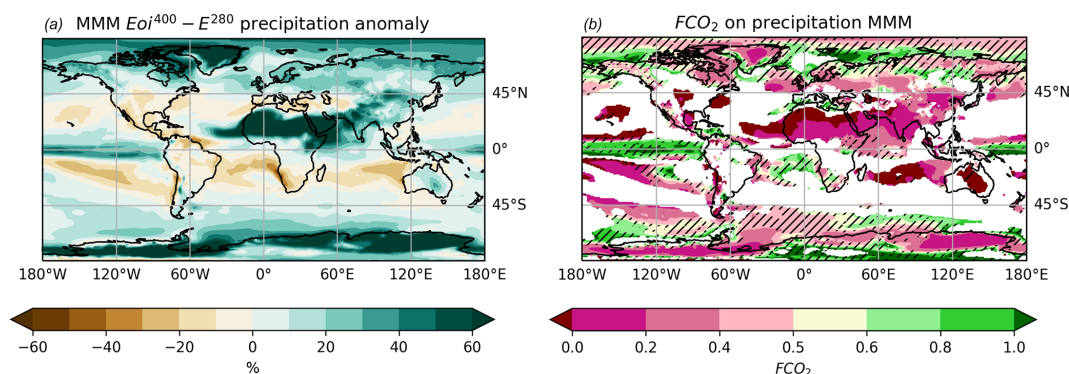 (a) MMM Eoi⁴⁰⁰ − E²⁸⁰ precipitation anomaly
45°N
0°
45°S
180°W 120°W 60°W 0° 60°E 120°E 180°E
−60 −40 −20 0 20 40 60
%
(b) FCO₂ on precipitation MMM
45°N
0°
45°S
180°W 120°W 60°W 0° 60°E 120°E 180°E
0.0 0.2 0.4 0.5 0.6 0.8 1.0
FCO₂